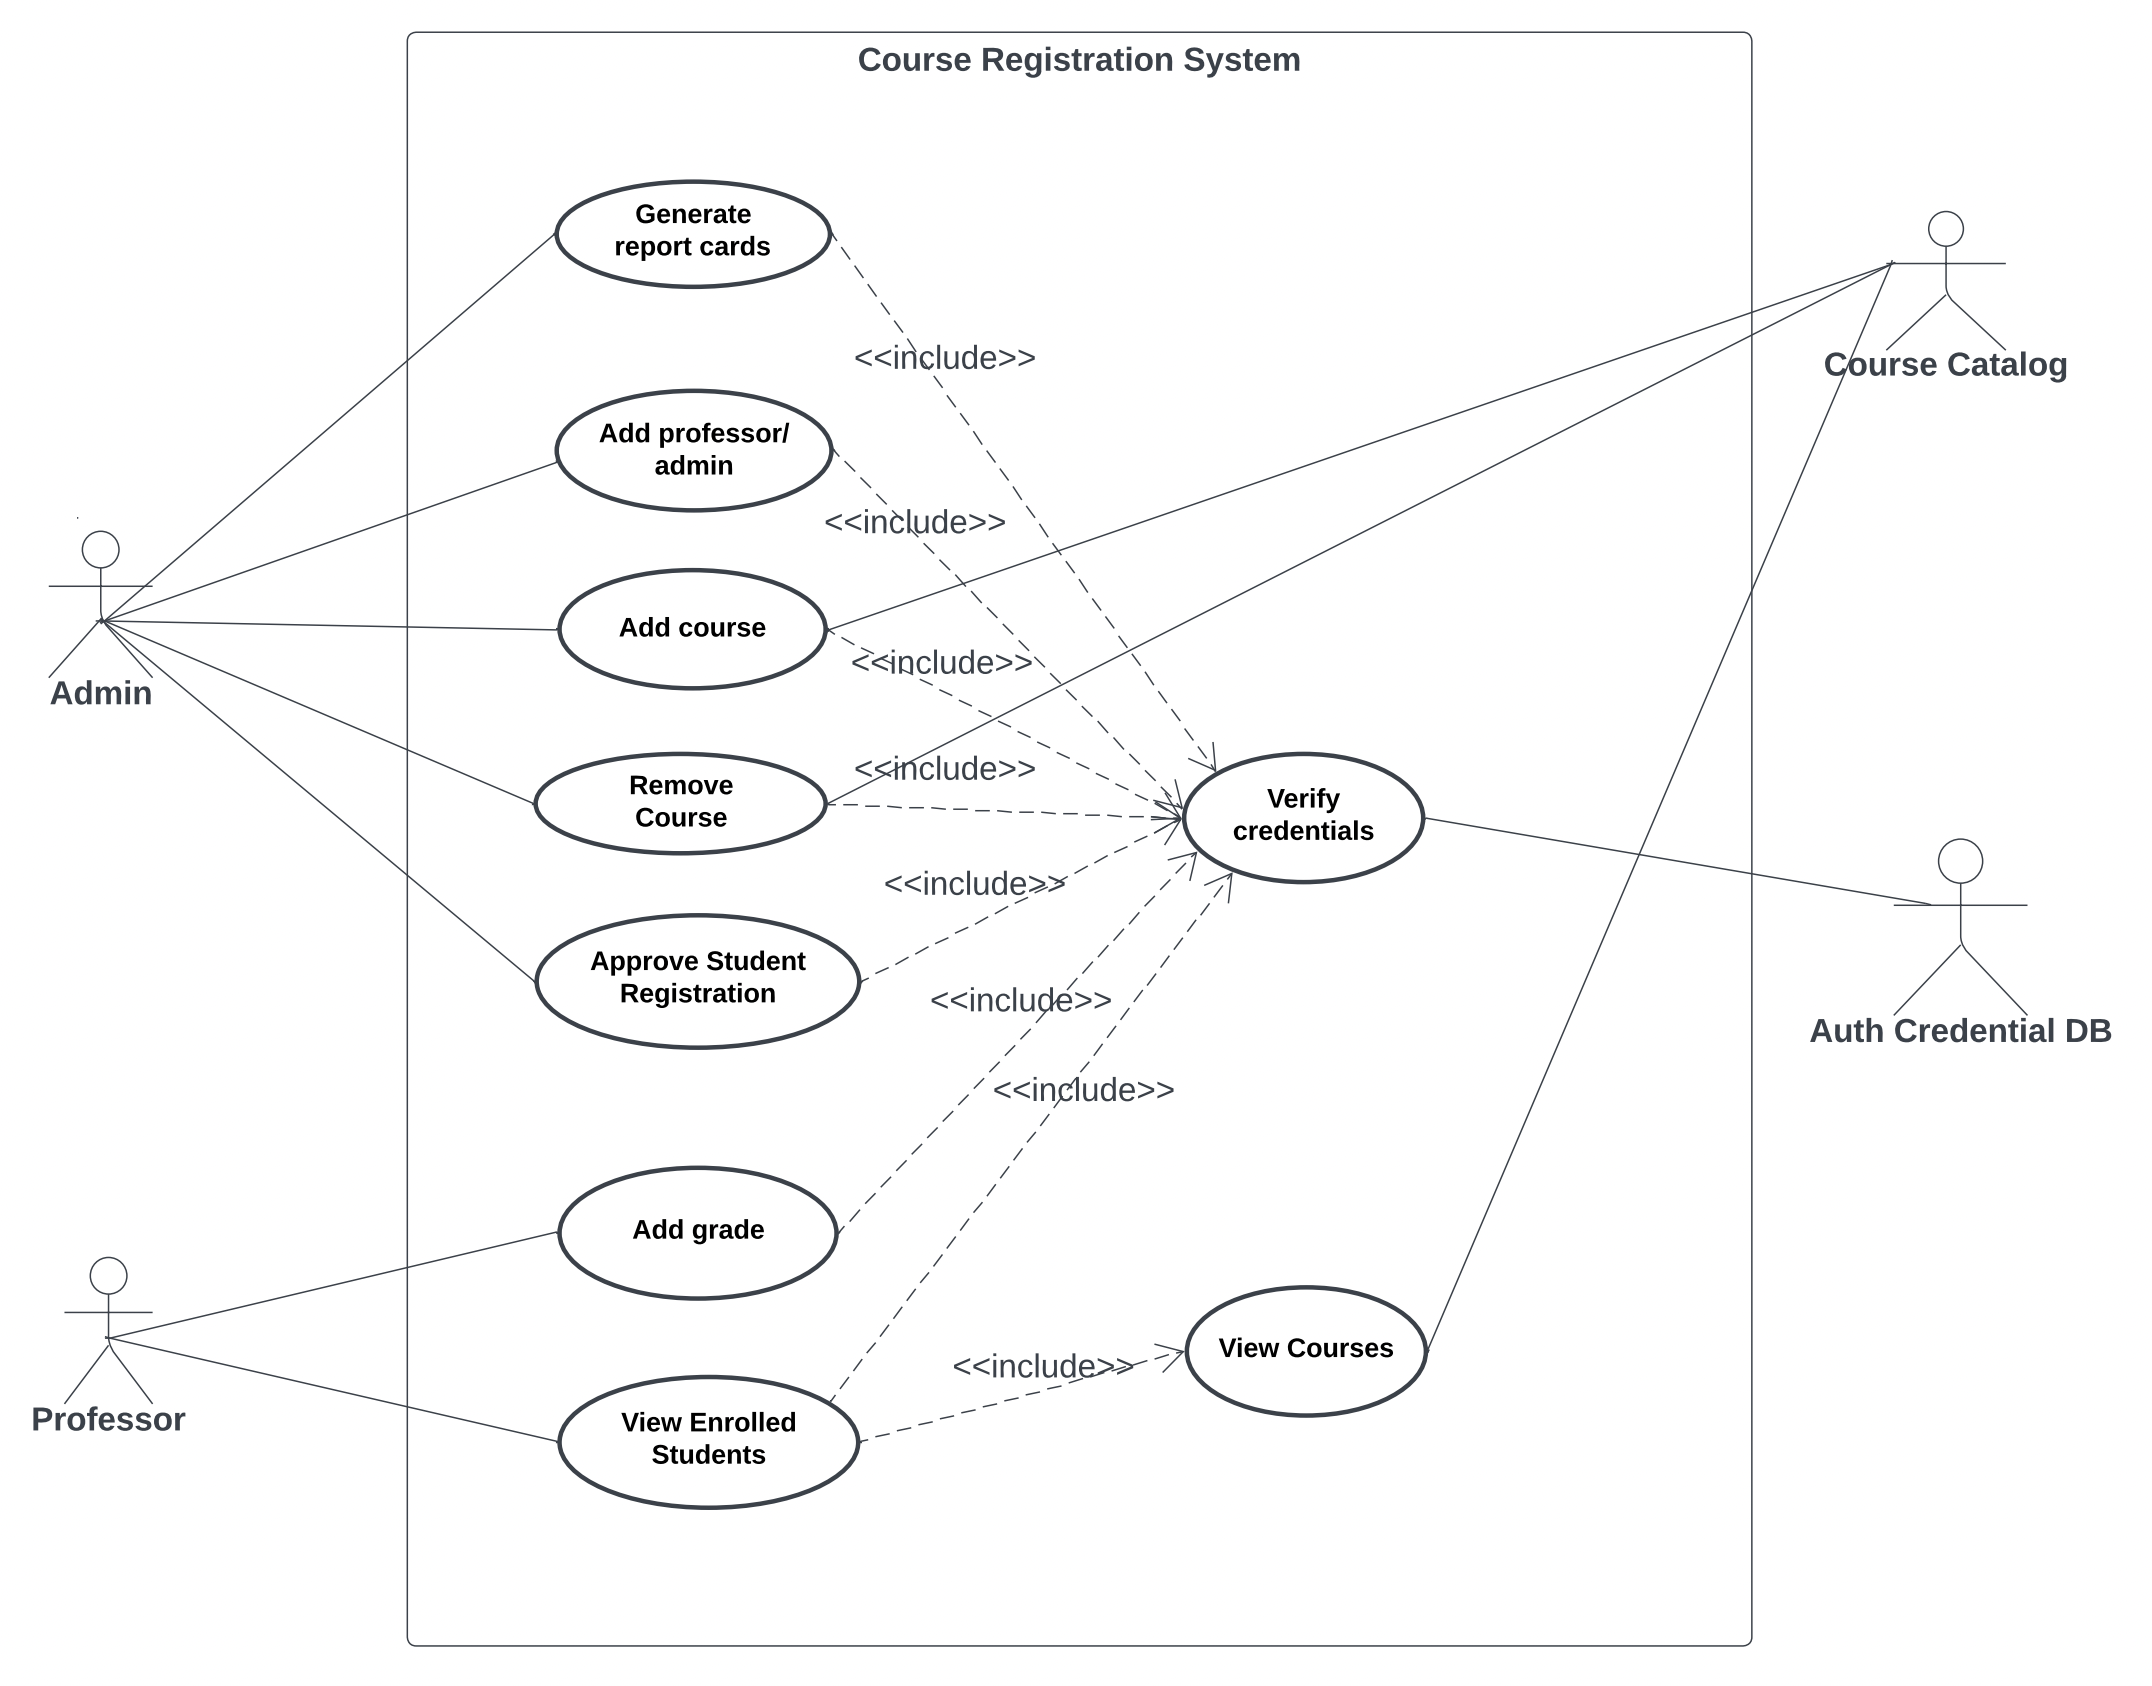 Course Registration System
Generate
report cards
<<include>>
Course Catalog
Add professor/
admin
<<include>>
Add course
<<include>>
Admin
Remove
Course
<<include>>
Verify
credentials
<<include>>
Approve Student
Registration
<<include>>
Auth Credential DB
<<include>>
Add grade
View Courses
<<include>>
Professor
View Enrolled
Students